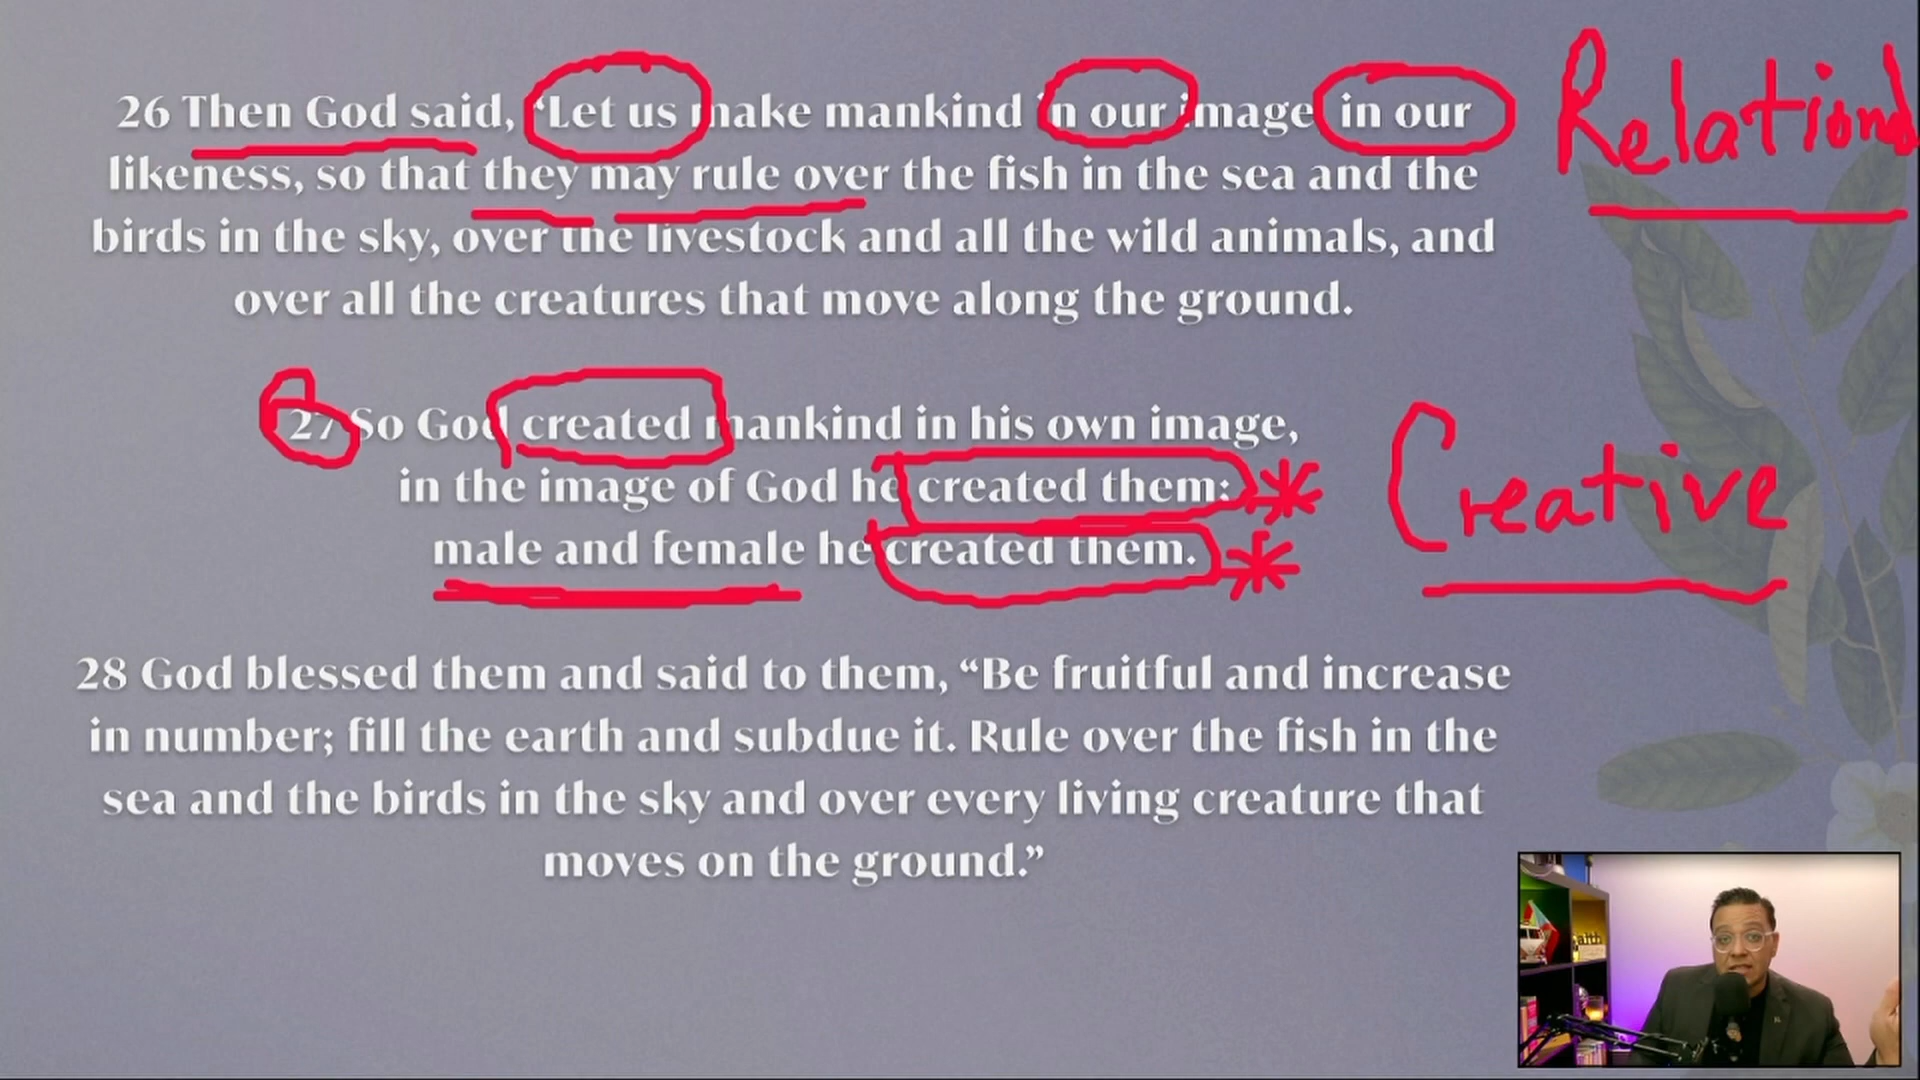 26 Then God said, “Let us make mankind in our image, in our
likeness, so that they may rule over the fish in the sea and the
birds in the sky, over the livestock and all the wild animals, and
over all the creatures that move along the ground.
Relational
27 So God created mankind in his own image,
in the image of God he created them;
male and female he created them.
Creative
28 God blessed them and said to them, “Be fruitful and increase
in number; fill the earth and subdue it. Rule over the fish in the
sea and the birds in the sky and over every living creature that
moves on the ground.”